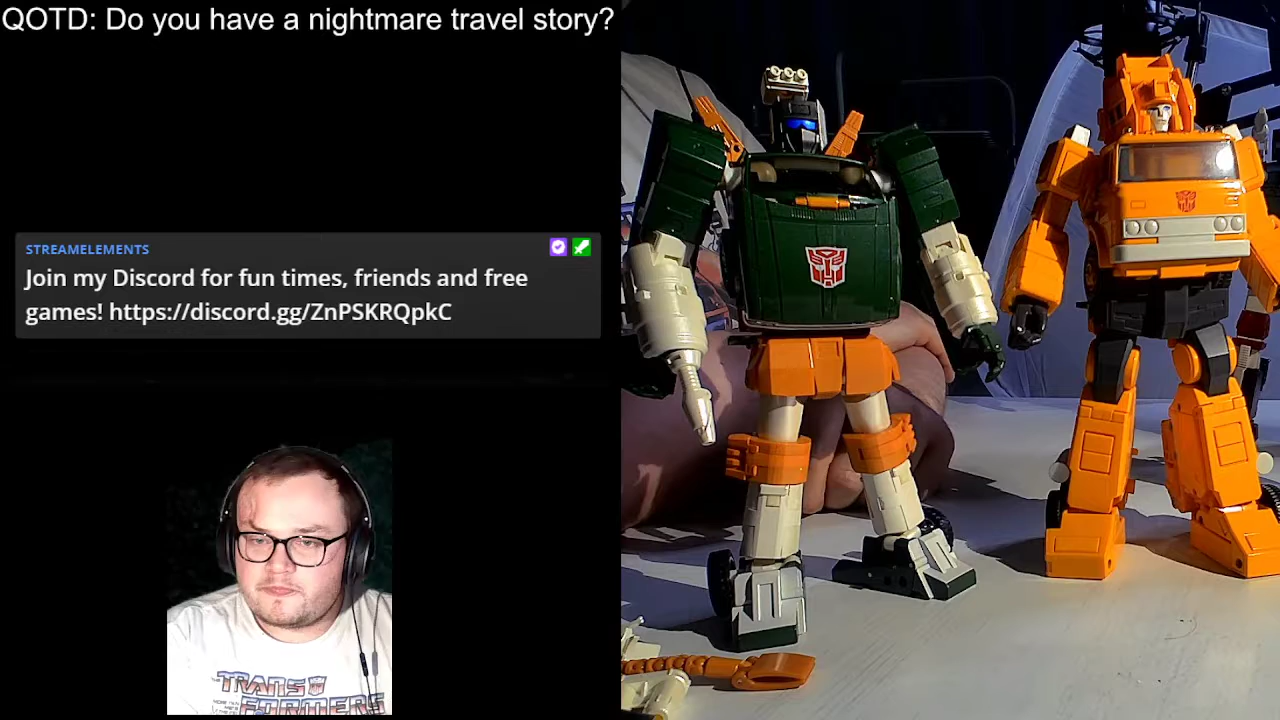 QOTD: Do you have a nightmare travel story?
STREAMELEMENTS
Join my Discord for fun times, friends and free
games! https://discord.gg/ZnPSKRQpkC
TRANSFORMERS